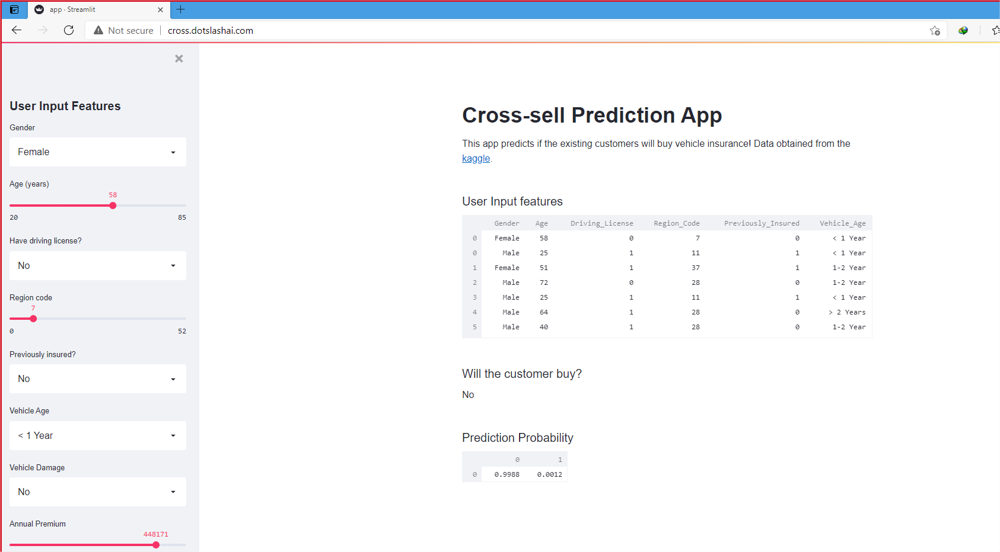 app · Streamlit
Not secure
cross.dotslashai.com
User Input Features
Gender
Female
Age (years)
58
20 85
Have driving license?
No
Region code
7
0 52
Previously insured?
No
Vehicle Age
< 1 Year
Vehicle Damage
No
Annual Premium
448171
Cross-sell Prediction App
This app predicts if the existing customers will buy vehicle insurance! Data obtained from the
kaggle.
User Input features
Gender Age Driving_License Region_Code Previously_Insured Vehicle_Age
0 Female 58 0 7 0 < 1 Year
0 Male 25 1 11 1 < 1 Year
1 Female 51 1 37 1 1-2 Year
2 Male 72 0 28 0 1-2 Year
3 Male 25 1 11 1 < 1 Year
4 Male 64 1 28 0 > 2 Years
5 Male 40 1 28 0 1-2 Year
Will the customer buy?
No
Prediction Probability
0 1
0 0.9988 0.0012